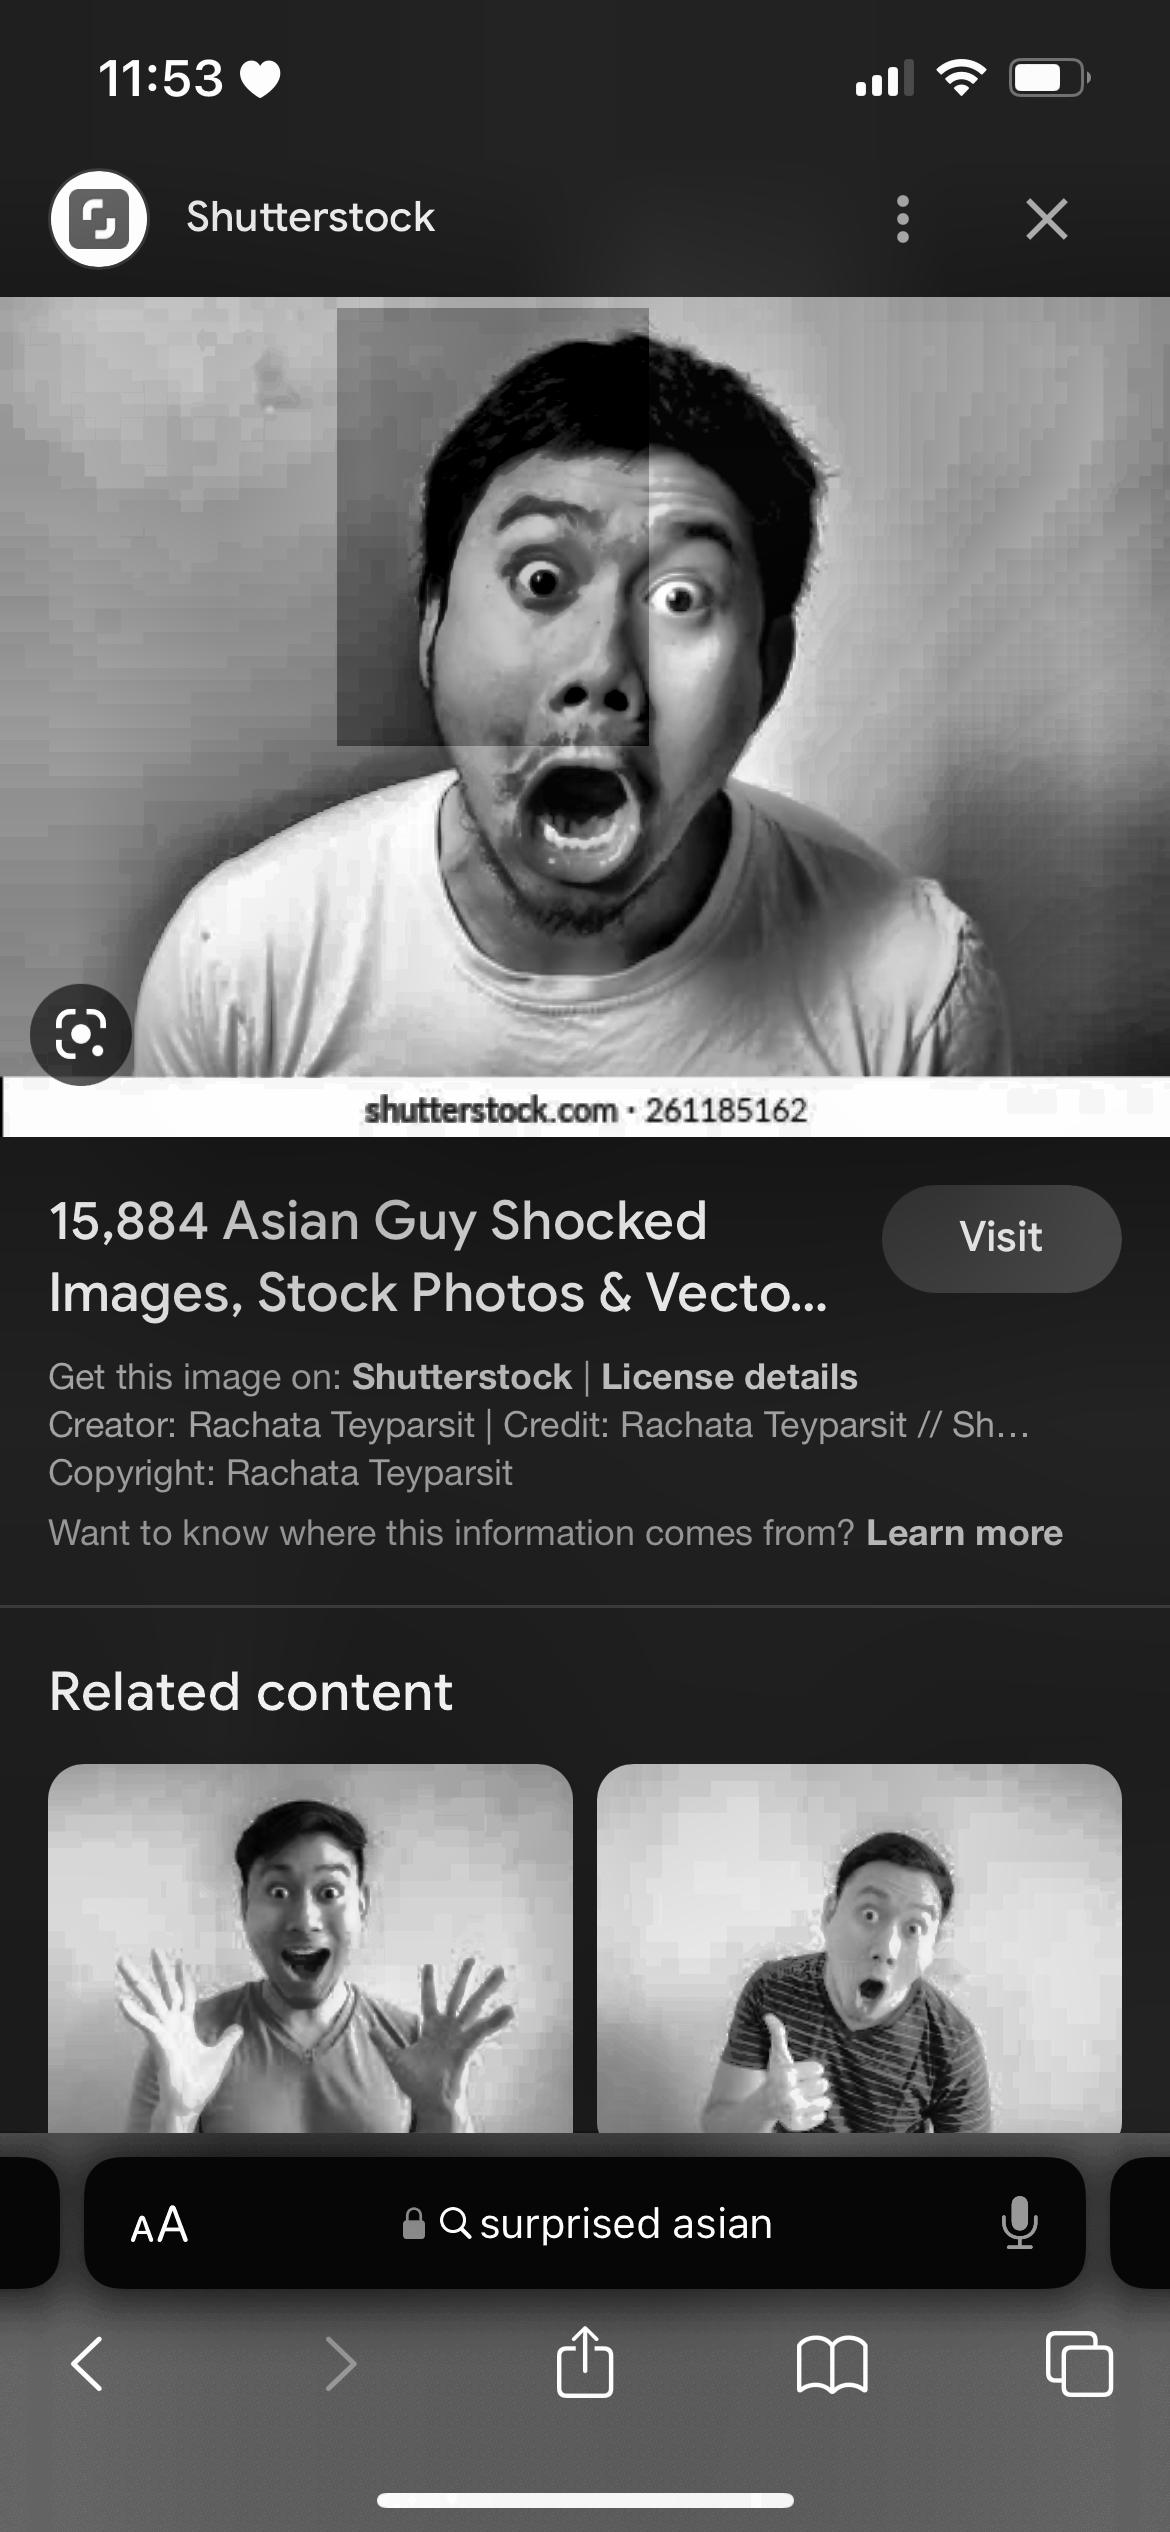 11:53
Shutterstock
shutterstock.com · 261185162
15,884 Asian Guy Shocked
Images, Stock Photos & Vecto...
Visit
Get this image on: Shutterstock | License details
Creator: Rachata Teyparsit | Credit: Rachata Teyparsit // Sh...
Copyright: Rachata Teyparsit
Want to know where this information comes from? Learn more
Related content
AA surprised asian